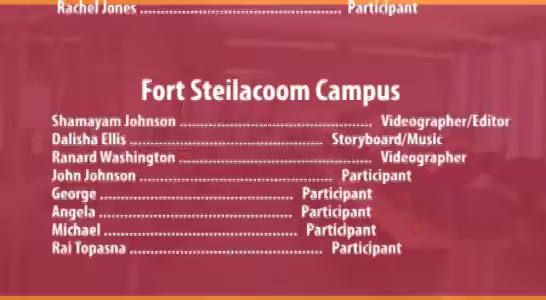 Rachel Jones ............................................. Participant
Fort Steilacoom Campus
Shamayam Johnson ........................................... Videographer/Editor
Dalisha Ellis ........................................... Storyboard/Music
Ranard Washington ........................................... Videographer
John Johnson ........................................... Participant
George ........................................... Participant
Angela ........................................... Participant
Michael ........................................... Participant
Rai Topasna ........................................... Participant